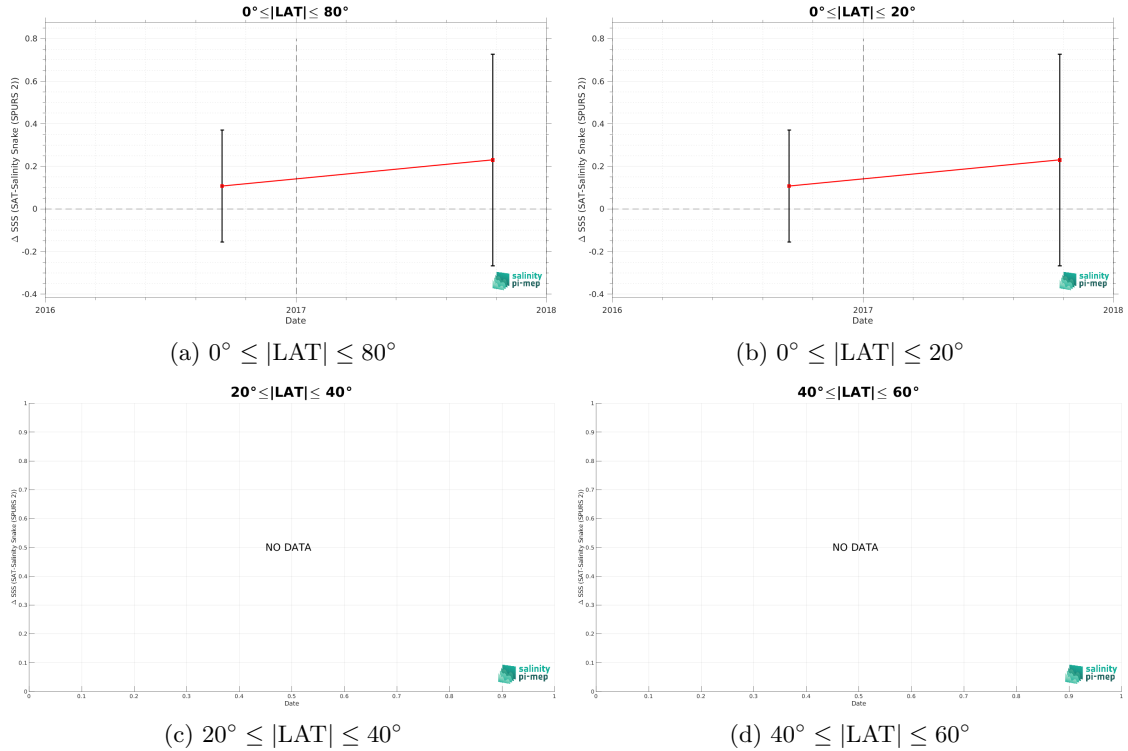 0°≤|LAT|≤ 80°
Δ SSS (SAT-Salinity Snake (SPURS 2))
0.8
0.6
0.4
0.2
0
-0.2
-0.4
2016
2017
2018
Date
salinity
pi-mep
(a) 0° ≤ |LAT| ≤ 80°
0°≤|LAT|≤ 20°
Δ SSS (SAT-Salinity Snake (SPURS 2))
0.8
0.6
0.4
0.2
0
-0.2
-0.4
2016
2017
2018
Date
salinity
pi-mep
(b) 0° ≤ |LAT| ≤ 20°
20°≤|LAT|≤ 40°
Δ SSS (SAT-Salinity Snake (SPURS 2))
1
0.9
0.8
0.7
0.6
0.5
0.4
0.3
0.2
0.1
0
NO DATA
0 0.1 0.2 0.3 0.4 0.5 0.6 0.7 0.8 0.9 1
Date
salinity
pi-mep
(c) 20° ≤ |LAT| ≤ 40°
40°≤|LAT|≤ 60°
Δ SSS (SAT-Salinity Snake (SPURS 2))
1
0.9
0.8
0.7
0.6
0.5
0.4
0.3
0.2
0.1
0
NO DATA
0 0.1 0.2 0.3 0.4 0.5 0.6 0.7 0.8 0.9 1
Date
salinity
pi-mep
(d) 40° ≤ |LAT| ≤ 60°